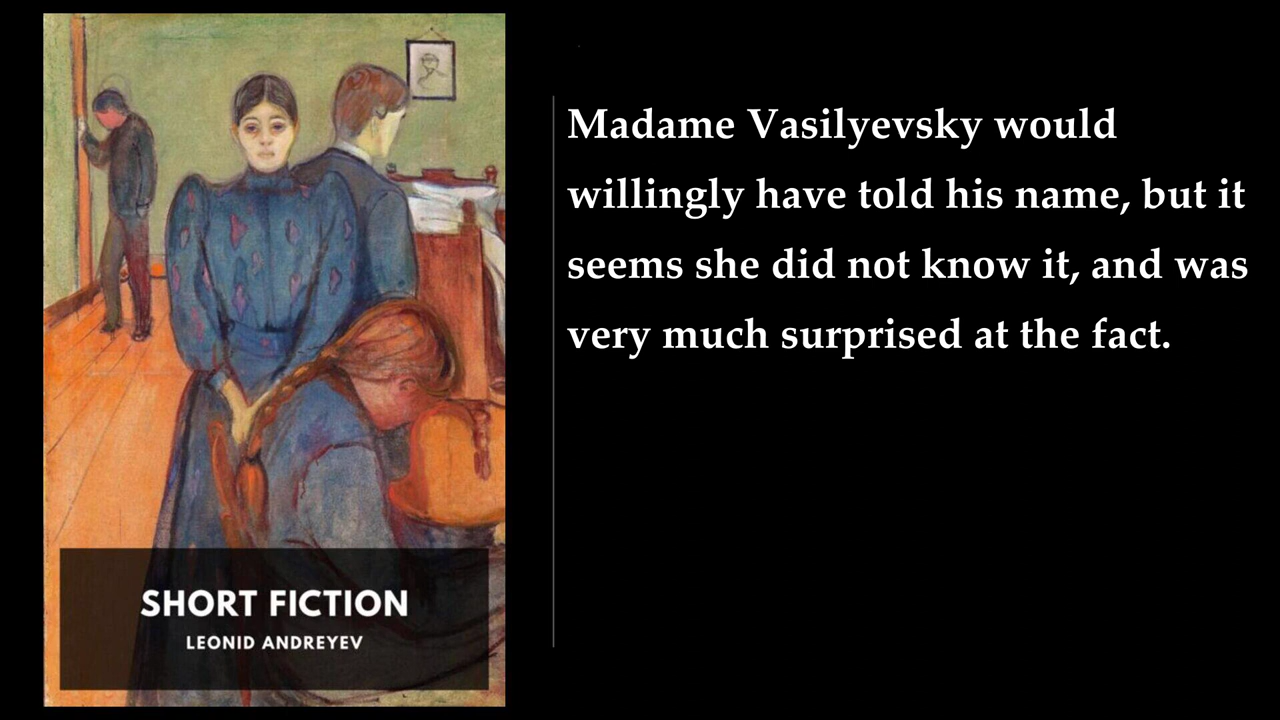 Madame Vasilyevsky would
willingly have told his name, but it
seems she did not know it, and was
very much surprised at the fact.
SHORT FICTION
LEONID ANDREYEV